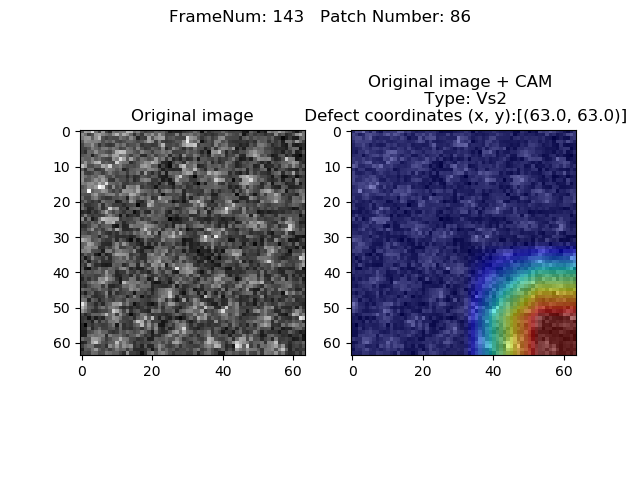 FrameNum: 143   Patch Number: 86
Original image
Original image + CAM
Type: Vs2
Defect coordinates (x, y):[(63.0, 63.0)]
0
10
20
30
40
50
60
0 20 40 60
0
10
20
30
40
50
60
0 20 40 60